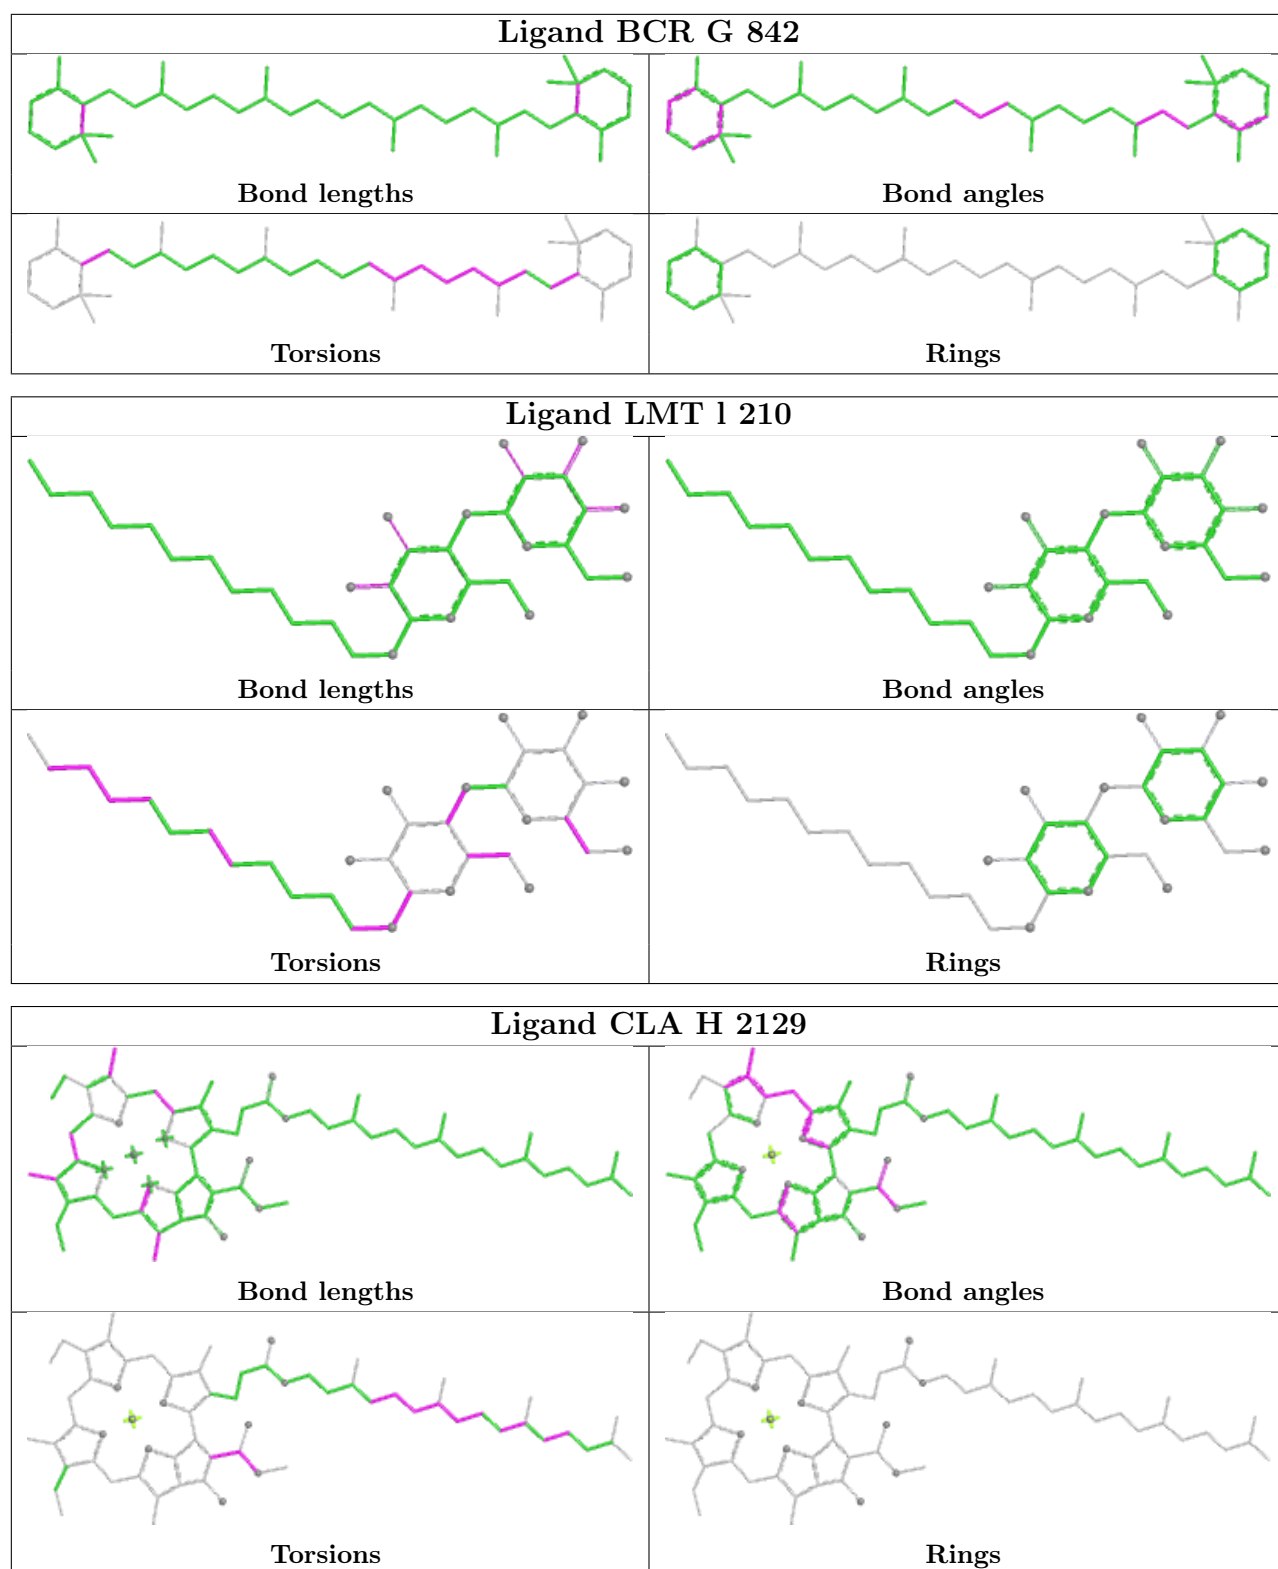 Ligand BCR G 842
Bond lengths
Bond angles
Torsions
Rings
Ligand LMT l 210
Bond lengths
Bond angles
Torsions
Rings
Ligand CLA H 2129
Bond lengths
Bond angles
Torsions
Rings